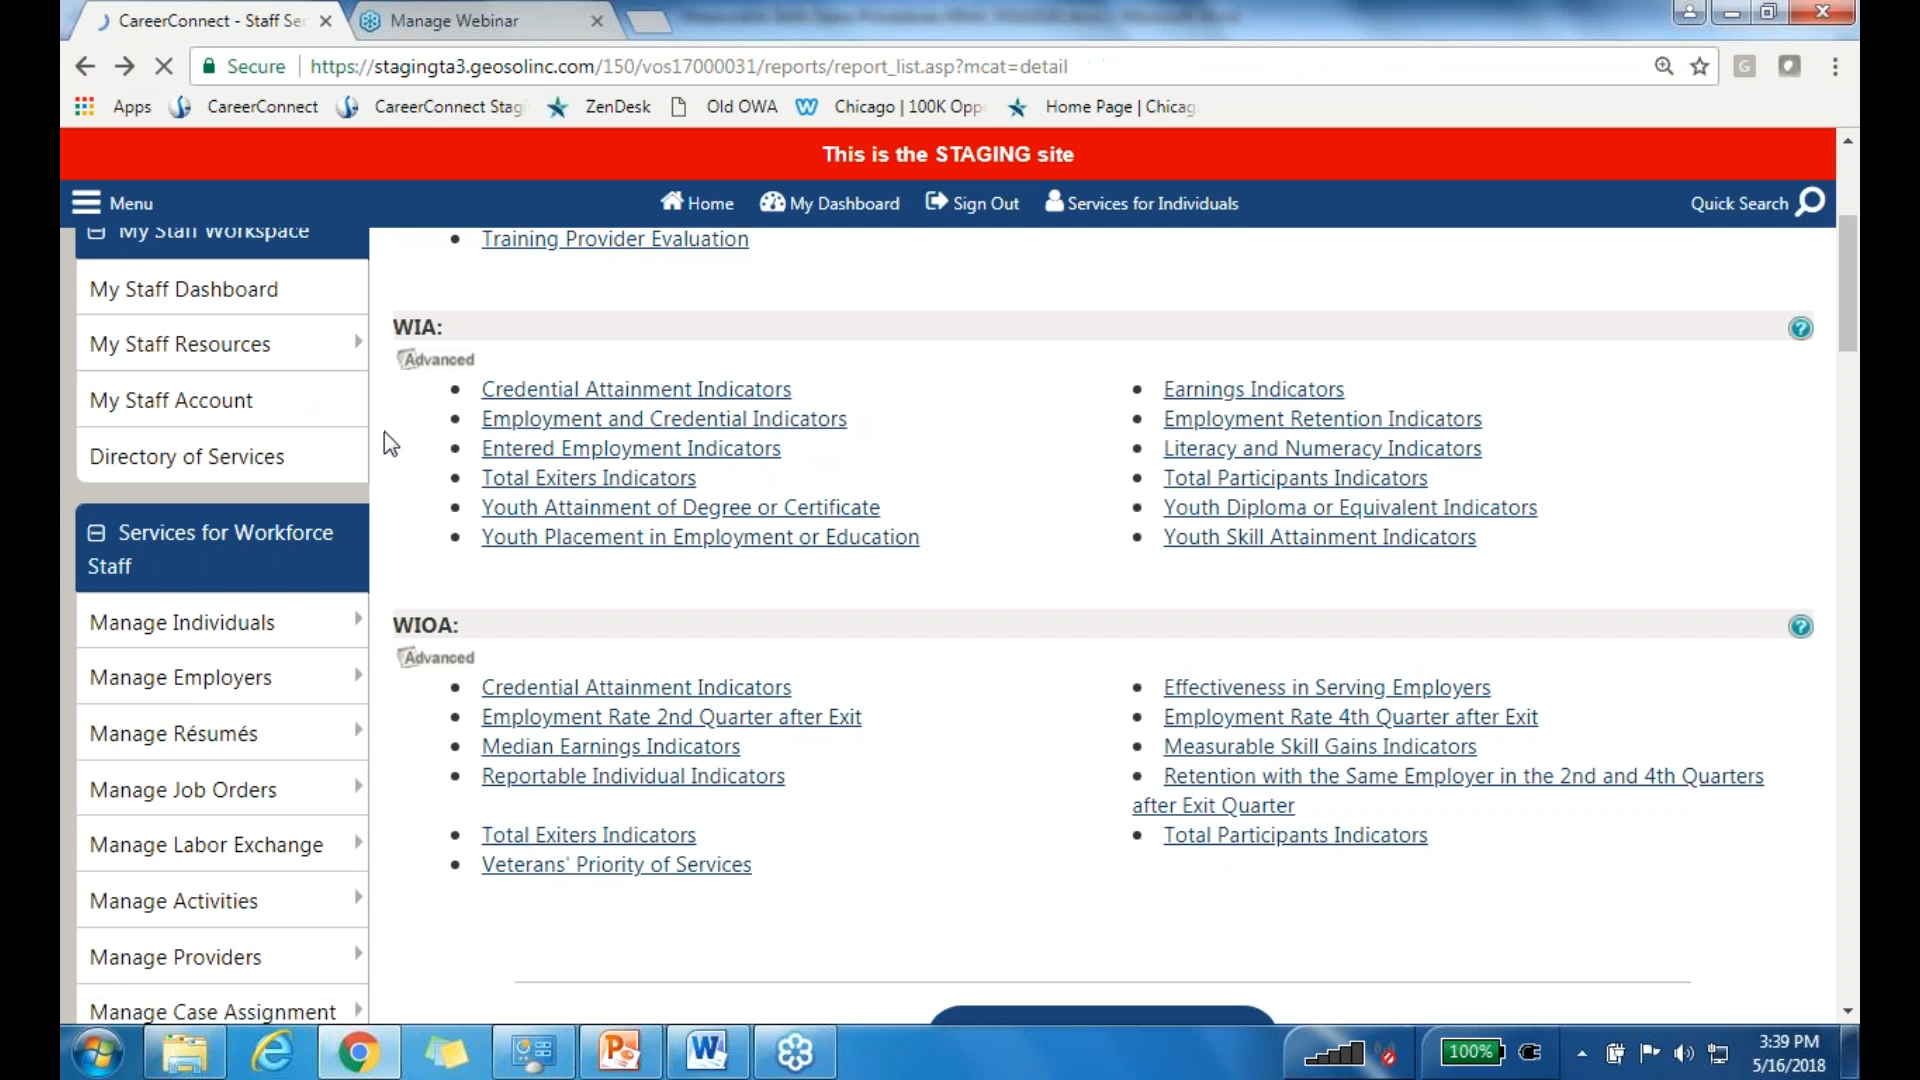 CareerConnect - Staff Ser
Manage Webinar
Secure
https://stagingta3.geosolinc.com/150/vos17000031/reports/report_list.asp?mcat=detail
G
Apps
CareerConnect
CareerConnect Stagi
ZenDesk
Old OWA
Chicago | 100K Opp
Home Page | Chicag
This is the STAGING site
Menu
Home
My Dashboard
Sign Out
Services for Individuals
Quick Search
My Staff Workspace
My Staff Dashboard
My Staff Resources
My Staff Account
Directory of Services
Services for Workforce
Staff
Manage Individuals
Manage Employers
Manage Résumés
Manage Job Orders
Manage Labor Exchange
Manage Activities
Manage Providers
Manage Case Assignment
Training Provider Evaluation
WIA:
Advanced
Credential Attainment Indicators
Earnings Indicators
Employment and Credential Indicators
Employment Retention Indicators
Entered Employment Indicators
Literacy and Numeracy Indicators
Total Exiters Indicators
Total Participants Indicators
Youth Attainment of Degree or Certificate
Youth Diploma or Equivalent Indicators
Youth Placement in Employment or Education
Youth Skill Attainment Indicators
WIOA:
Advanced
Credential Attainment Indicators
Effectiveness in Serving Employers
Employment Rate 2nd Quarter after Exit
Employment Rate 4th Quarter after Exit
Median Earnings Indicators
Measurable Skill Gains Indicators
Reportable Individual Indicators
Retention with the Same Employer in the 2nd and 4th Quarters
after Exit Quarter
Total Exiters Indicators
Total Participants Indicators
Veterans' Priority of Services
100%
3:39 PM
5/16/2018